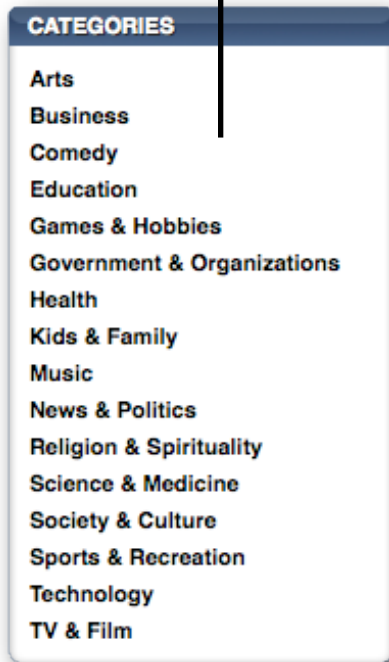 CATEGORIES
Arts
Business
Comedy
Education
Games & Hobbies
Government & Organizations
Health
Kids & Family
Music
News & Politics
Religion & Spirituality
Science & Medicine
Society & Culture
Sports & Recreation
Technology
TV & Film